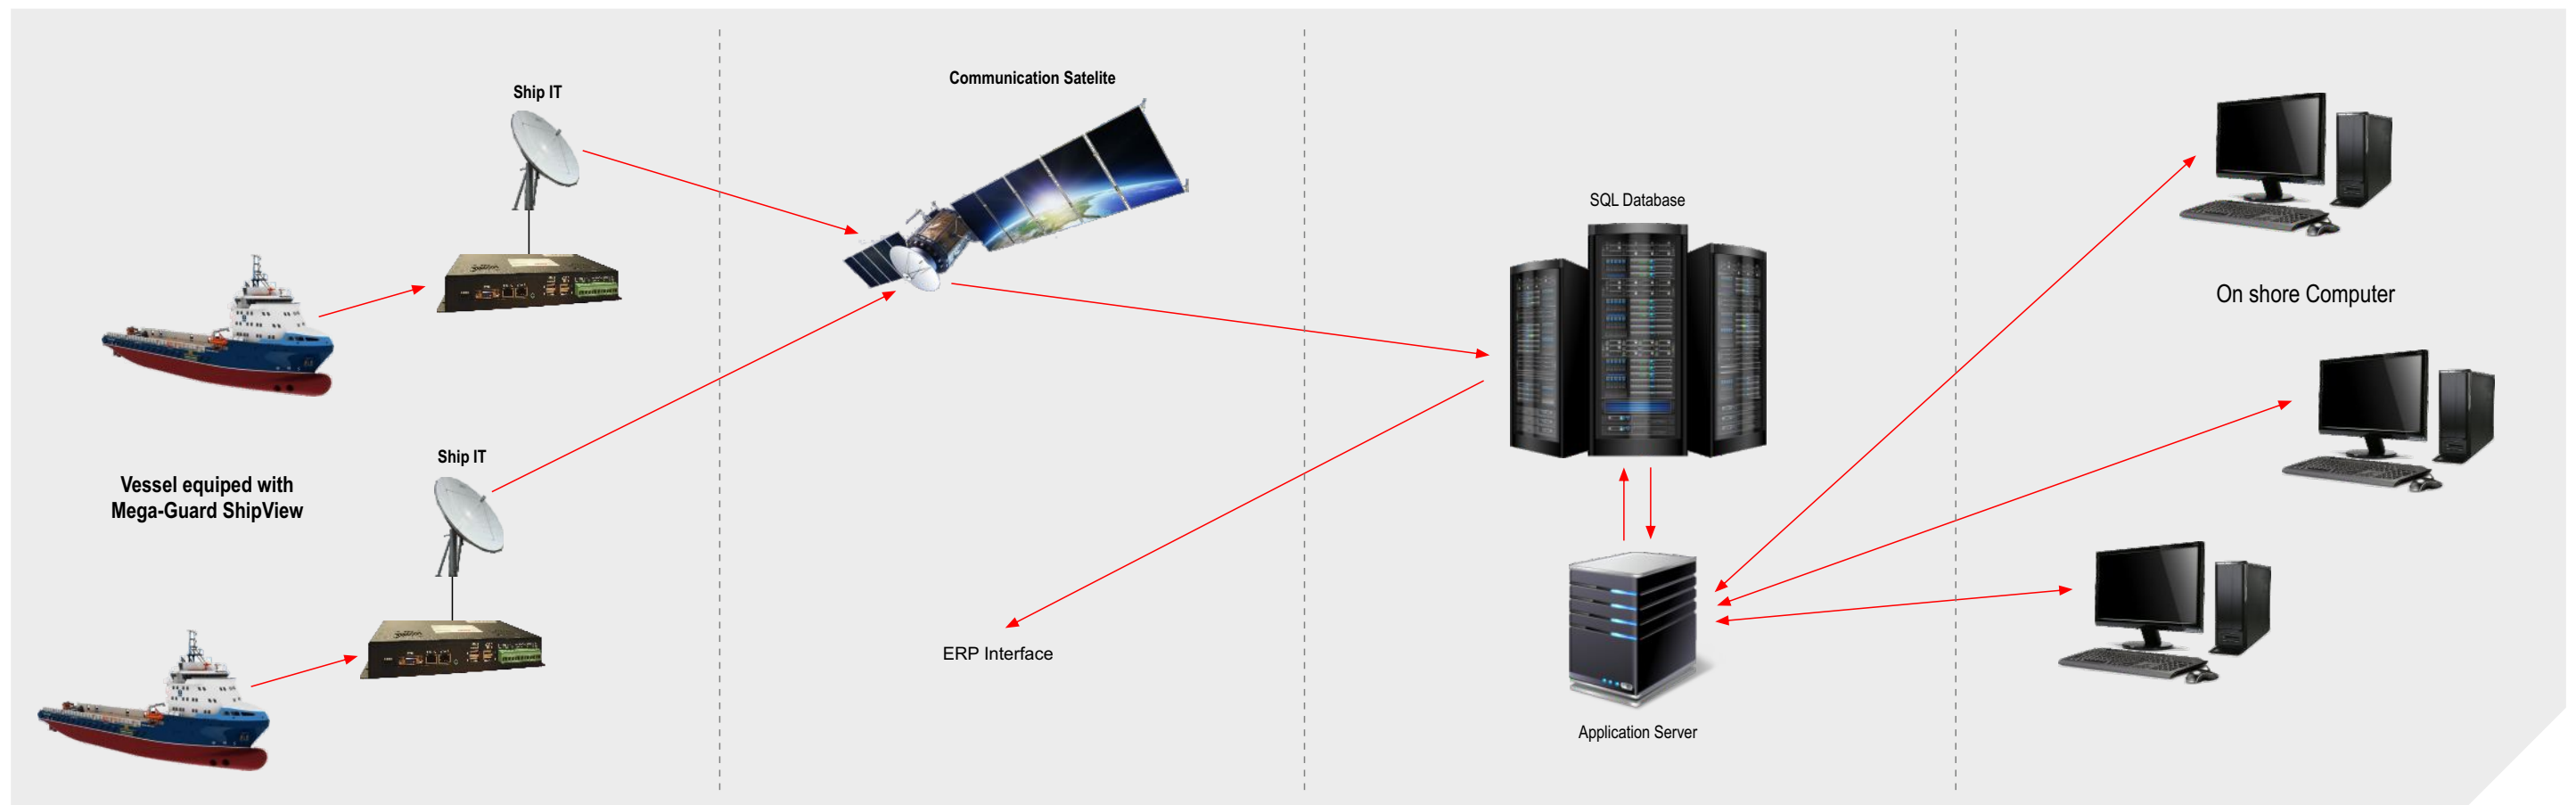 Ship IT
Communication Satelite
SQL Database
On shore Computer
Ship IT
Vessel equiped with
Mega-Guard ShipView
ERP Interface
Application Server